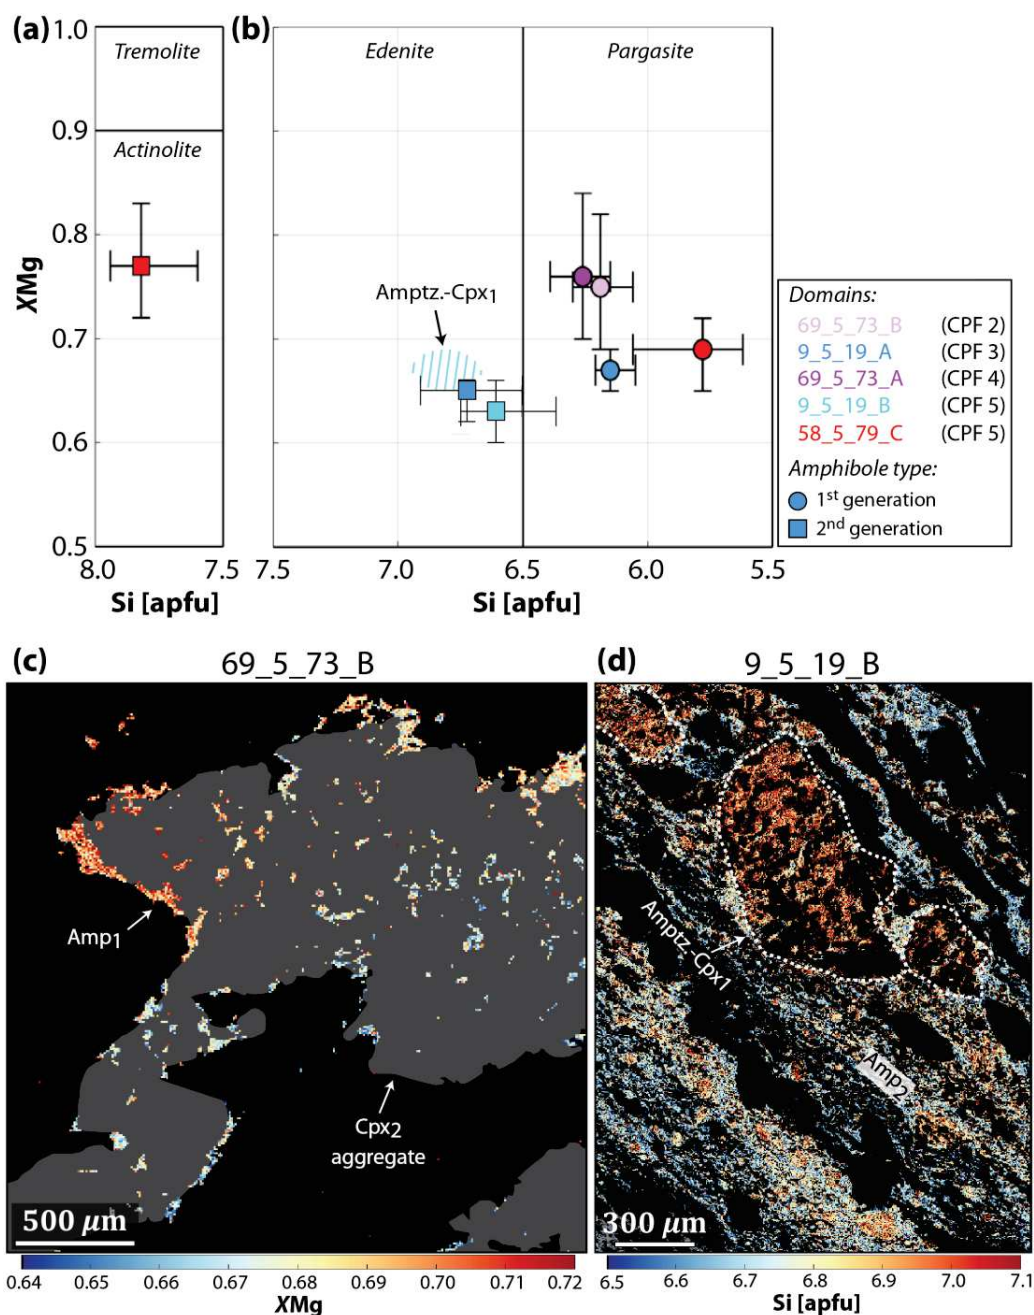 (a)
(b)
1.0
0.9
0.8
0.7
0.6
0.5
XMg
Tremolite
Actinolite
8.0 7.5
Si [apfu]
Edenite
Pargasite
Amptz.-Cpx1
7.5 7.0 6.5 6.0 5.5
Si [apfu]
Domains:
69_5_73_B (CPF 2)
9_5_19_A (CPF 3)
69_5_73_A (CPF 4)
9_5_19_B (CPF 5)
58_5_79_C (CPF 5)
Amphibole type:
1st generation
2nd generation
(c) 69_5_73_B
Amp1
Cpx2
aggregate
500 μm
0.64 0.65 0.66 0.67 0.68 0.69 0.70 0.71 0.72
XMg
(d) 9_5_19_B
Amptz.-Cpx1
Amp2
300 μm
6.5 6.6 6.7 6.8 6.9 7.0 7.1
Si [apfu]